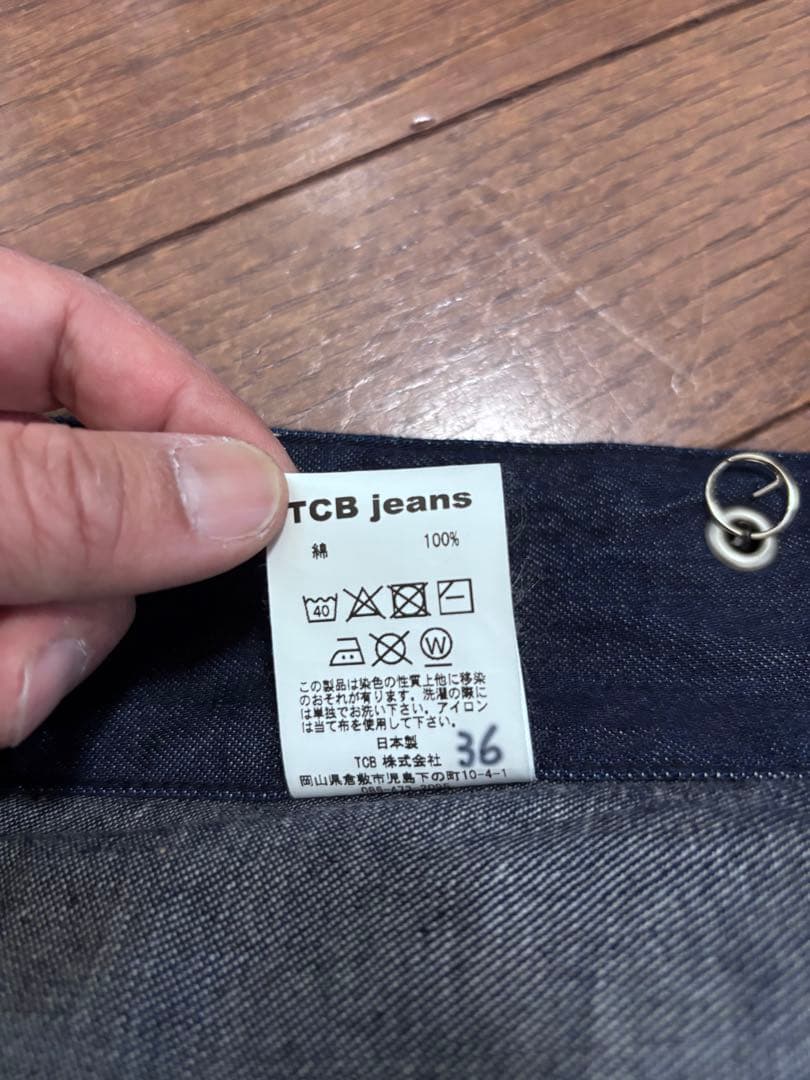 TCB jeans
綿 100%
40
W
この製品は染色の性質上他に移染
のおそれが有ります。洗濯の際に
は単独でお洗い下さい。アイロン
は当て布を使用して下さい。
日本製
TCB 株式会社 36
岡山県倉敷市児島下の町10-4-1